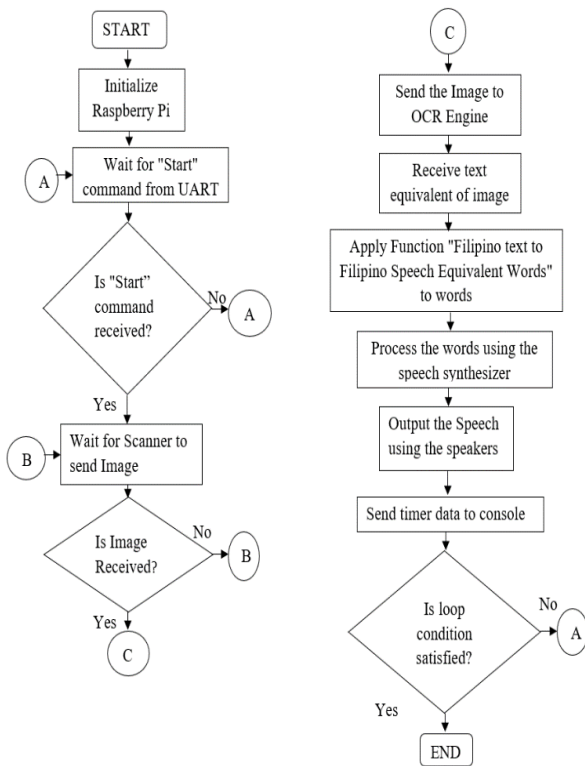 START
Initialize
Raspberry Pi
A
Wait for "Start"
command from UART
Is "Start”
command
received?
No
A
Yes
B
Wait for Scanner to
send Image
Is Image
Received?
No
B
Yes
C
C
Send the Image to
OCR Engine
Receive text
equivalent of image
Apply Function "Filipino text to
Filipino Speech Equivalent Words"
to words
Process the words using the
speech synthesizer
Output the Speech
using the speakers
Send timer data to console
Is loop
condition
satisfied?
No
A
Yes
END